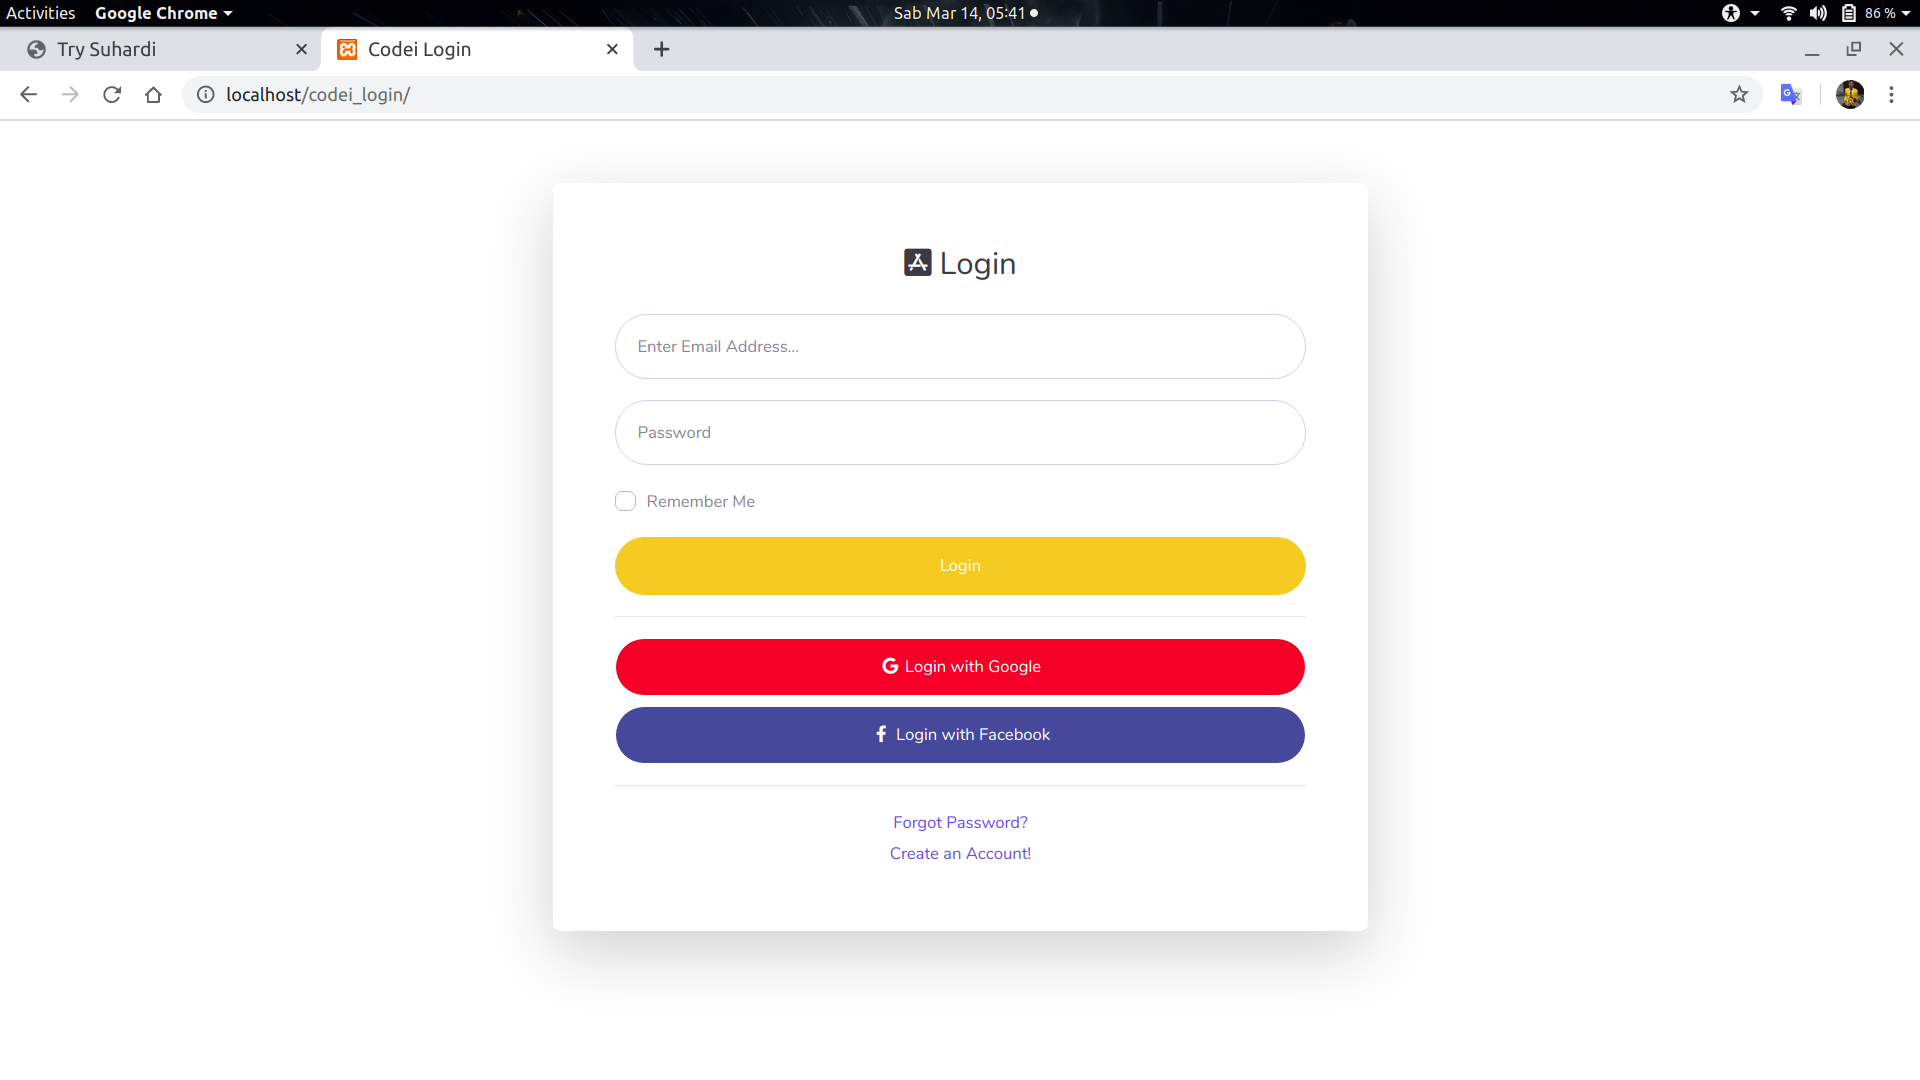 Activities Google Chrome Sab Mar 14, 05:41 86 %
Try Suhardi Codei Login
localhost/codei_login/
Login
Enter Email Address...
Password
Remember Me
Login
Login with Google
Login with Facebook
Forgot Password?
Create an Account!